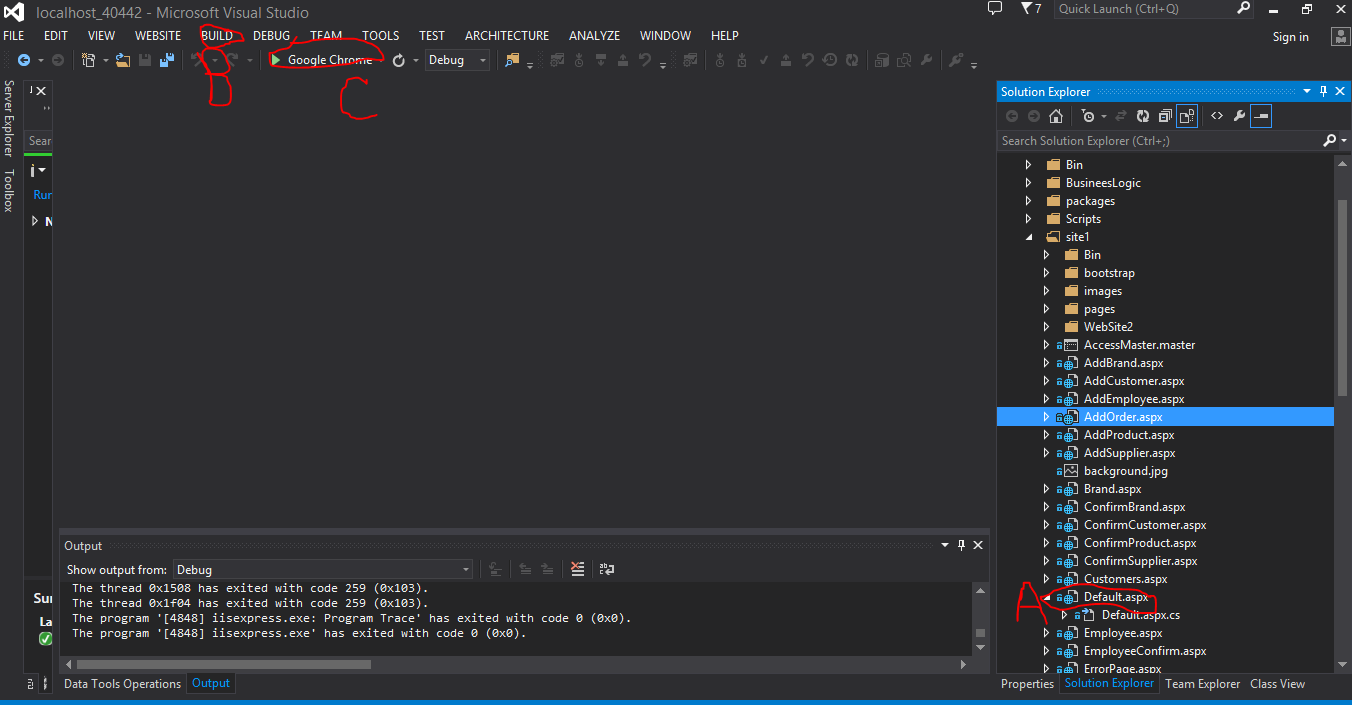 localhost_40442 - Microsoft Visual Studio
7
Quick Launch (Ctrl+Q)
FILE EDIT VIEW WEBSITE BUILD DEBUG TEAM TOOLS TEST ARCHITECTURE ANALYZE WINDOW HELP
Sign in
Google Chrome
Debug
B
C
Server Explorer
Toolbox
Sear
Run
N
Solution Explorer
Search Solution Explorer (Ctrl+;)
Bin
BusineesLogic
packages
Scripts
site1
Bin
bootstrap
images
pages
WebSite2
AccessMaster.master
AddBrand.aspx
AddCustomer.aspx
AddEmployee.aspx
AddOrder.aspx
AddProduct.aspx
AddSupplier.aspx
background.jpg
Brand.aspx
ConfirmBrand.aspx
ConfirmCustomer.aspx
ConfirmProduct.aspx
ConfirmSupplier.aspx
Customers.aspx
A
Default.aspx
Default.aspx.cs
Employee.aspx
EmployeeConfirm.aspx
ErrorPage.aspx
Output
Show output from: Debug
The thread 0x1508 has exited with code 259 (0x103).
The thread 0x1f04 has exited with code 259 (0x103).
The program '[4848] iisexpress.exe: Program Trace' has exited with code 0 (0x0).
The program '[4848] iisexpress.exe' has exited with code 0 (0x0).
Sum
La
Data Tools Operations Output
Properties Solution Explorer Team Explorer Class View